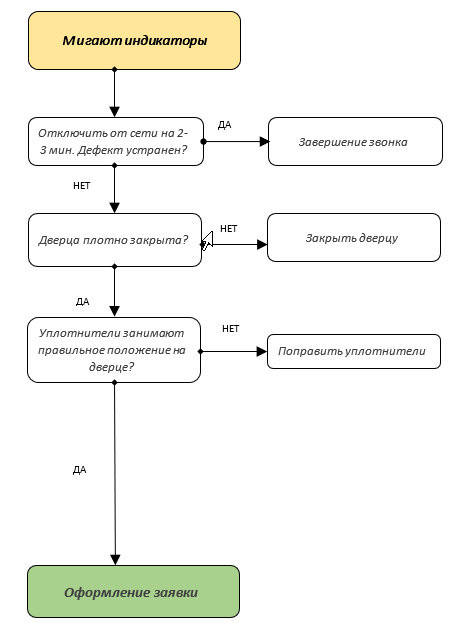 Мигают индикаторы
Отключить от сети на 2-
3 мин. Дефект устранен?
ДА
Завершение звонка
НЕТ
Дверца плотно закрыта?
НЕТ
Закрыть дверцу
ДА
Уплотнители занимают
правильное положение на
дверце?
НЕТ
Поправить уплотнители
ДА
Оформление заявки